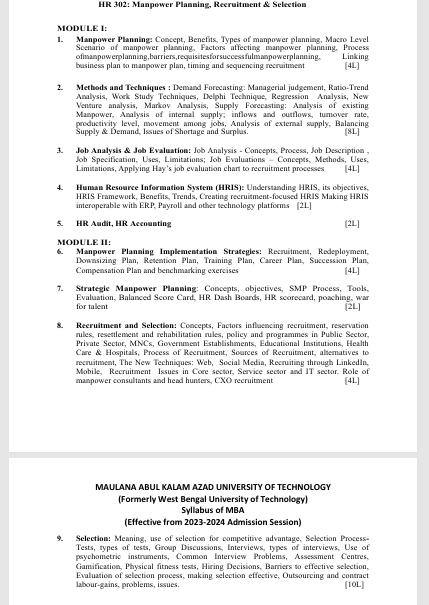 HR 302: Manpower Planning, Recruitment & Selection
MODULE I:
1. Manpower Planning: Concept, Benefits, Types of manpower planning, Macro Level
Scenario of manpower planning, Factors affecting manpower planning, Process
ofmanpowerplanning,barriers,requisitesforsuccessfulmanpowerplanning, Linking
business plan to manpower plan, timing and sequencing recruitment [4L]
2. Methods and Techniques : Demand Forecasting: Managerial judgement, Ratio-Trend
Analysis, Work Study Techniques, Delphi Technique, Regression Analysis, New
Venture analysis, Markov Analysis, Supply Forecasting: Analysis of existing
Manpower, Analysis of internal supply; inflows and outflows, turnover rate,
productivity level, movement among jobs, Analysis of external supply, Balancing
Supply & Demand, Issues of Shortage and Surplus. [8L]
3. Job Analysis & Job Evaluation: Job Analysis - Concepts, Process, Job Description ,
Job Specification, Uses, Limitations; Job Evaluations – Concepts, Methods, Uses,
Limitations, Applying Hay's job evaluation chart to recruitment processes [4L]
4. Human Resource Information System (HRIS): Understanding HRIS, its objectives,
HRIS Framework, Benefits, Trends, Creating recruitment-focused HRIS Making HRIS
interoperable with ERP, Payroll and other technology platforms [2L]
5. HR Audit, HR Accounting [2L]
MODULE II:
6. Manpower Planning Implementation Strategies: Recruitment, Redeployment,
Downsizing Plan, Retention Plan, Training Plan, Career Plan, Succession Plan,
Compensation Plan and benchmarking exercises [4L]
7. Strategic Manpower Planning: Concepts, objectives, SMP Process, Tools,
Evaluation, Balanced Score Card, HR Dash Boards, HR scorecard, poaching, war
for talent [2L]
8. Recruitment and Selection: Concepts, Factors influencing recruitment, reservation
rules, resettlement and rehabilitation rules, policy and programmes in Public Sector,
Private Sector, MNCs, Government Establishments, Educational Institutions, Health
Care & Hospitals, Process of Recruitment, Sources of Recruitment, alternatives to
recruitment, The New Techniques: Web, Social Media, Recruiting through LinkedIn,
Mobile, Recruitment Issues in Core sector, Service sector and IT sector. Role of
manpower consultants and head hunters, CXO recruitment [4L]
MAULANA ABUL KALAM AZAD UNIVERSITY OF TECHNOLOGY
(Formerly West Bengal University of Technology)
Syllabus of MBA
(Effective from 2023-2024 Admission Session)
9. Selection: Meaning, use of selection for competitive advantage, Selection Process-
Tests, types of tests, Group Discussions, Interviews, types of interviews, Use of
psychometric instruments, Common Interview Problems, Assessment Centres,
Gamification, Physical fitness tests, Hiring Decisions, Barriers to effective selection,
Evaluation of selection process, making selection effective, Outsourcing and contract
labour-gains, problems, issues. [10L]